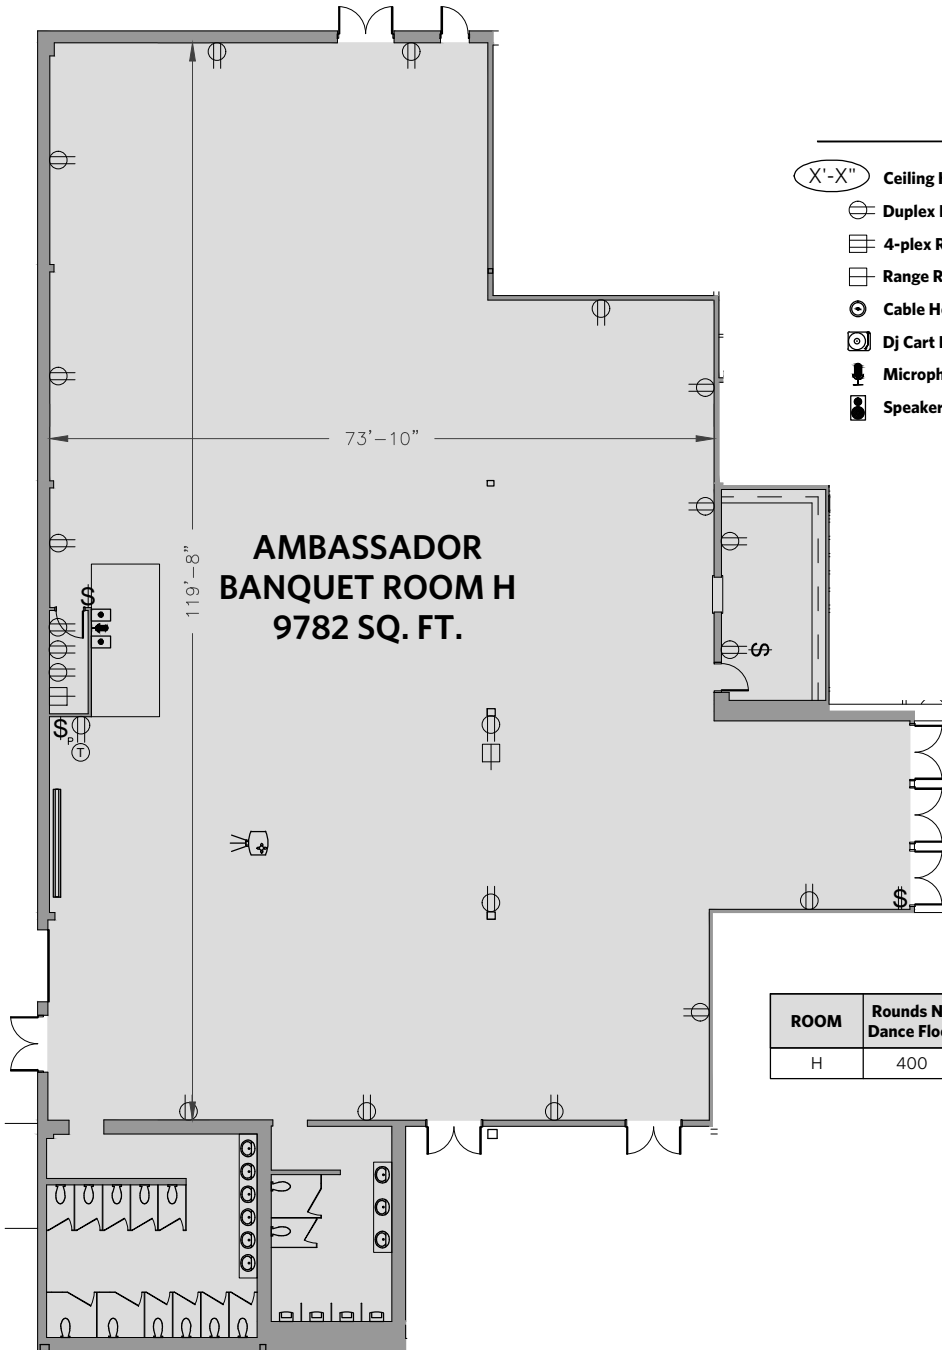 X'-X"
Ceiling
Duplex
4-plex
Range
Cable
Dj Cart
Microph
Speaker
73'-10"
119'-8"
AMBASSADOR
BANQUET ROOM H
9782 SQ. FT.
$
$
$P
T
$
ROOM
Rounds N
Dance Floo
H
400